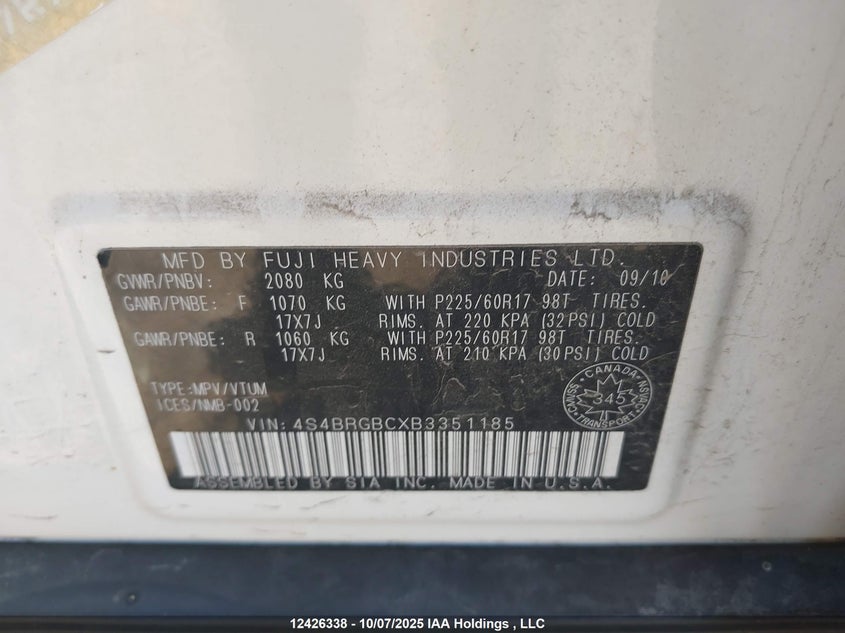 MFD BY FUJI HEAVY INDUSTRIES LTD.
GVWR/PNBV: 2080 KG DATE: 09/10
GAWR/PNBE: F 1070 KG WITH P225/60R17 98T TIRES.
17X7J RIMS. AT 220 KPA (32PSI) COLD
GAWR/PNBE: R 1060 KG WITH P225/60R17 98T TIRES.
17X7J RIMS. AT 210 KPA (30PSI) COLD
TYPE:MPV/VTUM
ICES/NMB-002
CANADA
345
TRANSPORT
VIN: 4S4BRGBCXB3351185
ASSEMBLED BY SIA INC. MADE IN U.S.A.
12426338 - 10/07/2025 IAA Holdings , LLC